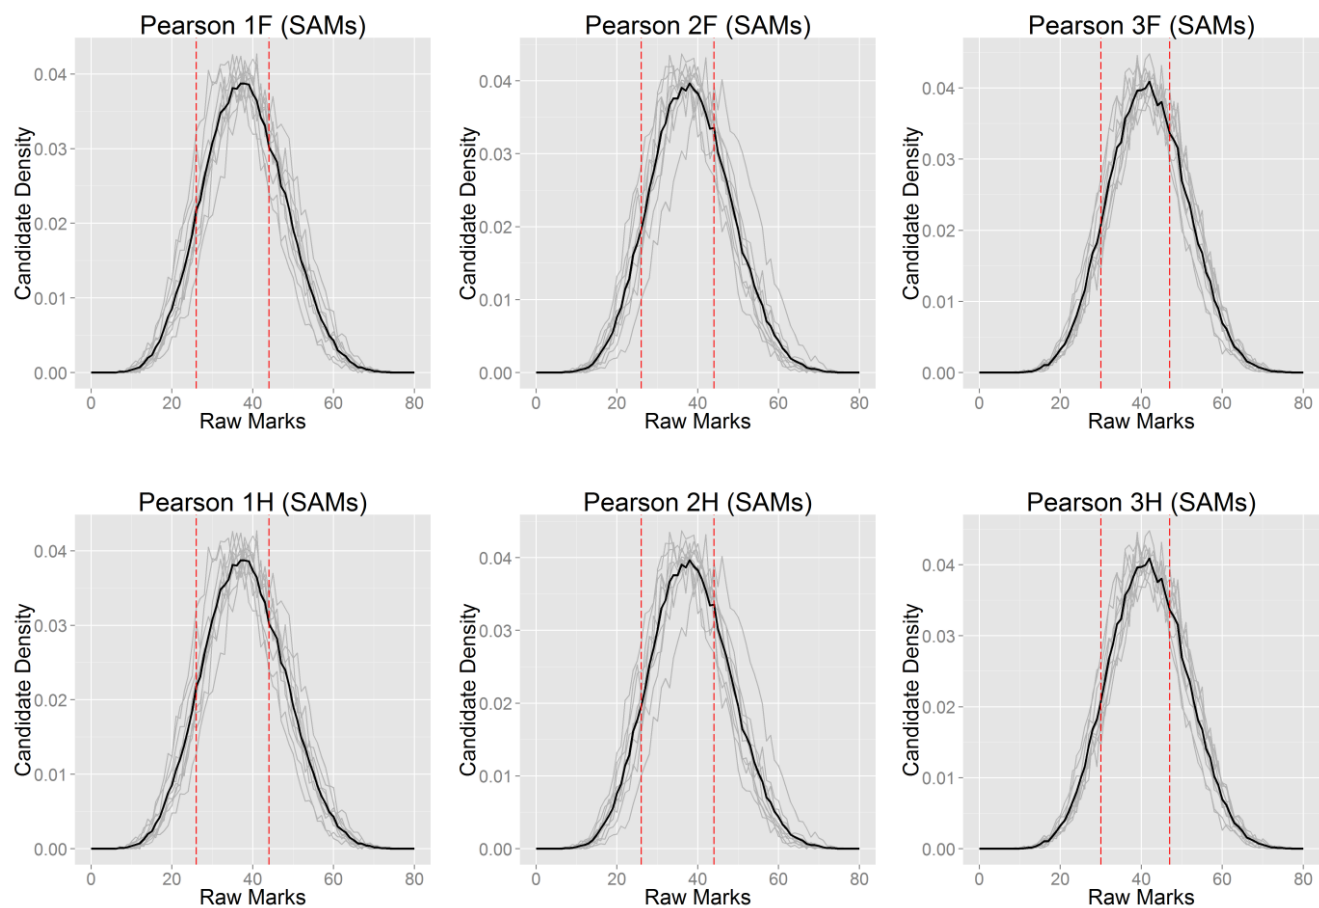 Pearson 1F (SAMs)
Candidate Density
0.04
0.03
0.02
0.01
0.00
0 20 40 60 80
Raw Marks
Pearson 2F (SAMs)
Candidate Density
0.04
0.03
0.02
0.01
0.00
0 20 40 60 80
Raw Marks
Pearson 3F (SAMs)
Candidate Density
0.04
0.03
0.02
0.01
0.00
0 20 40 60 80
Raw Marks
Pearson 1H (SAMs)
Candidate Density
0.04
0.03
0.02
0.01
0.00
0 20 40 60 80
Raw Marks
Pearson 2H (SAMs)
Candidate Density
0.04
0.03
0.02
0.01
0.00
0 20 40 60 80
Raw Marks
Pearson 3H (SAMs)
Candidate Density
0.04
0.03
0.02
0.01
0.00
0 20 40 60 80
Raw Marks